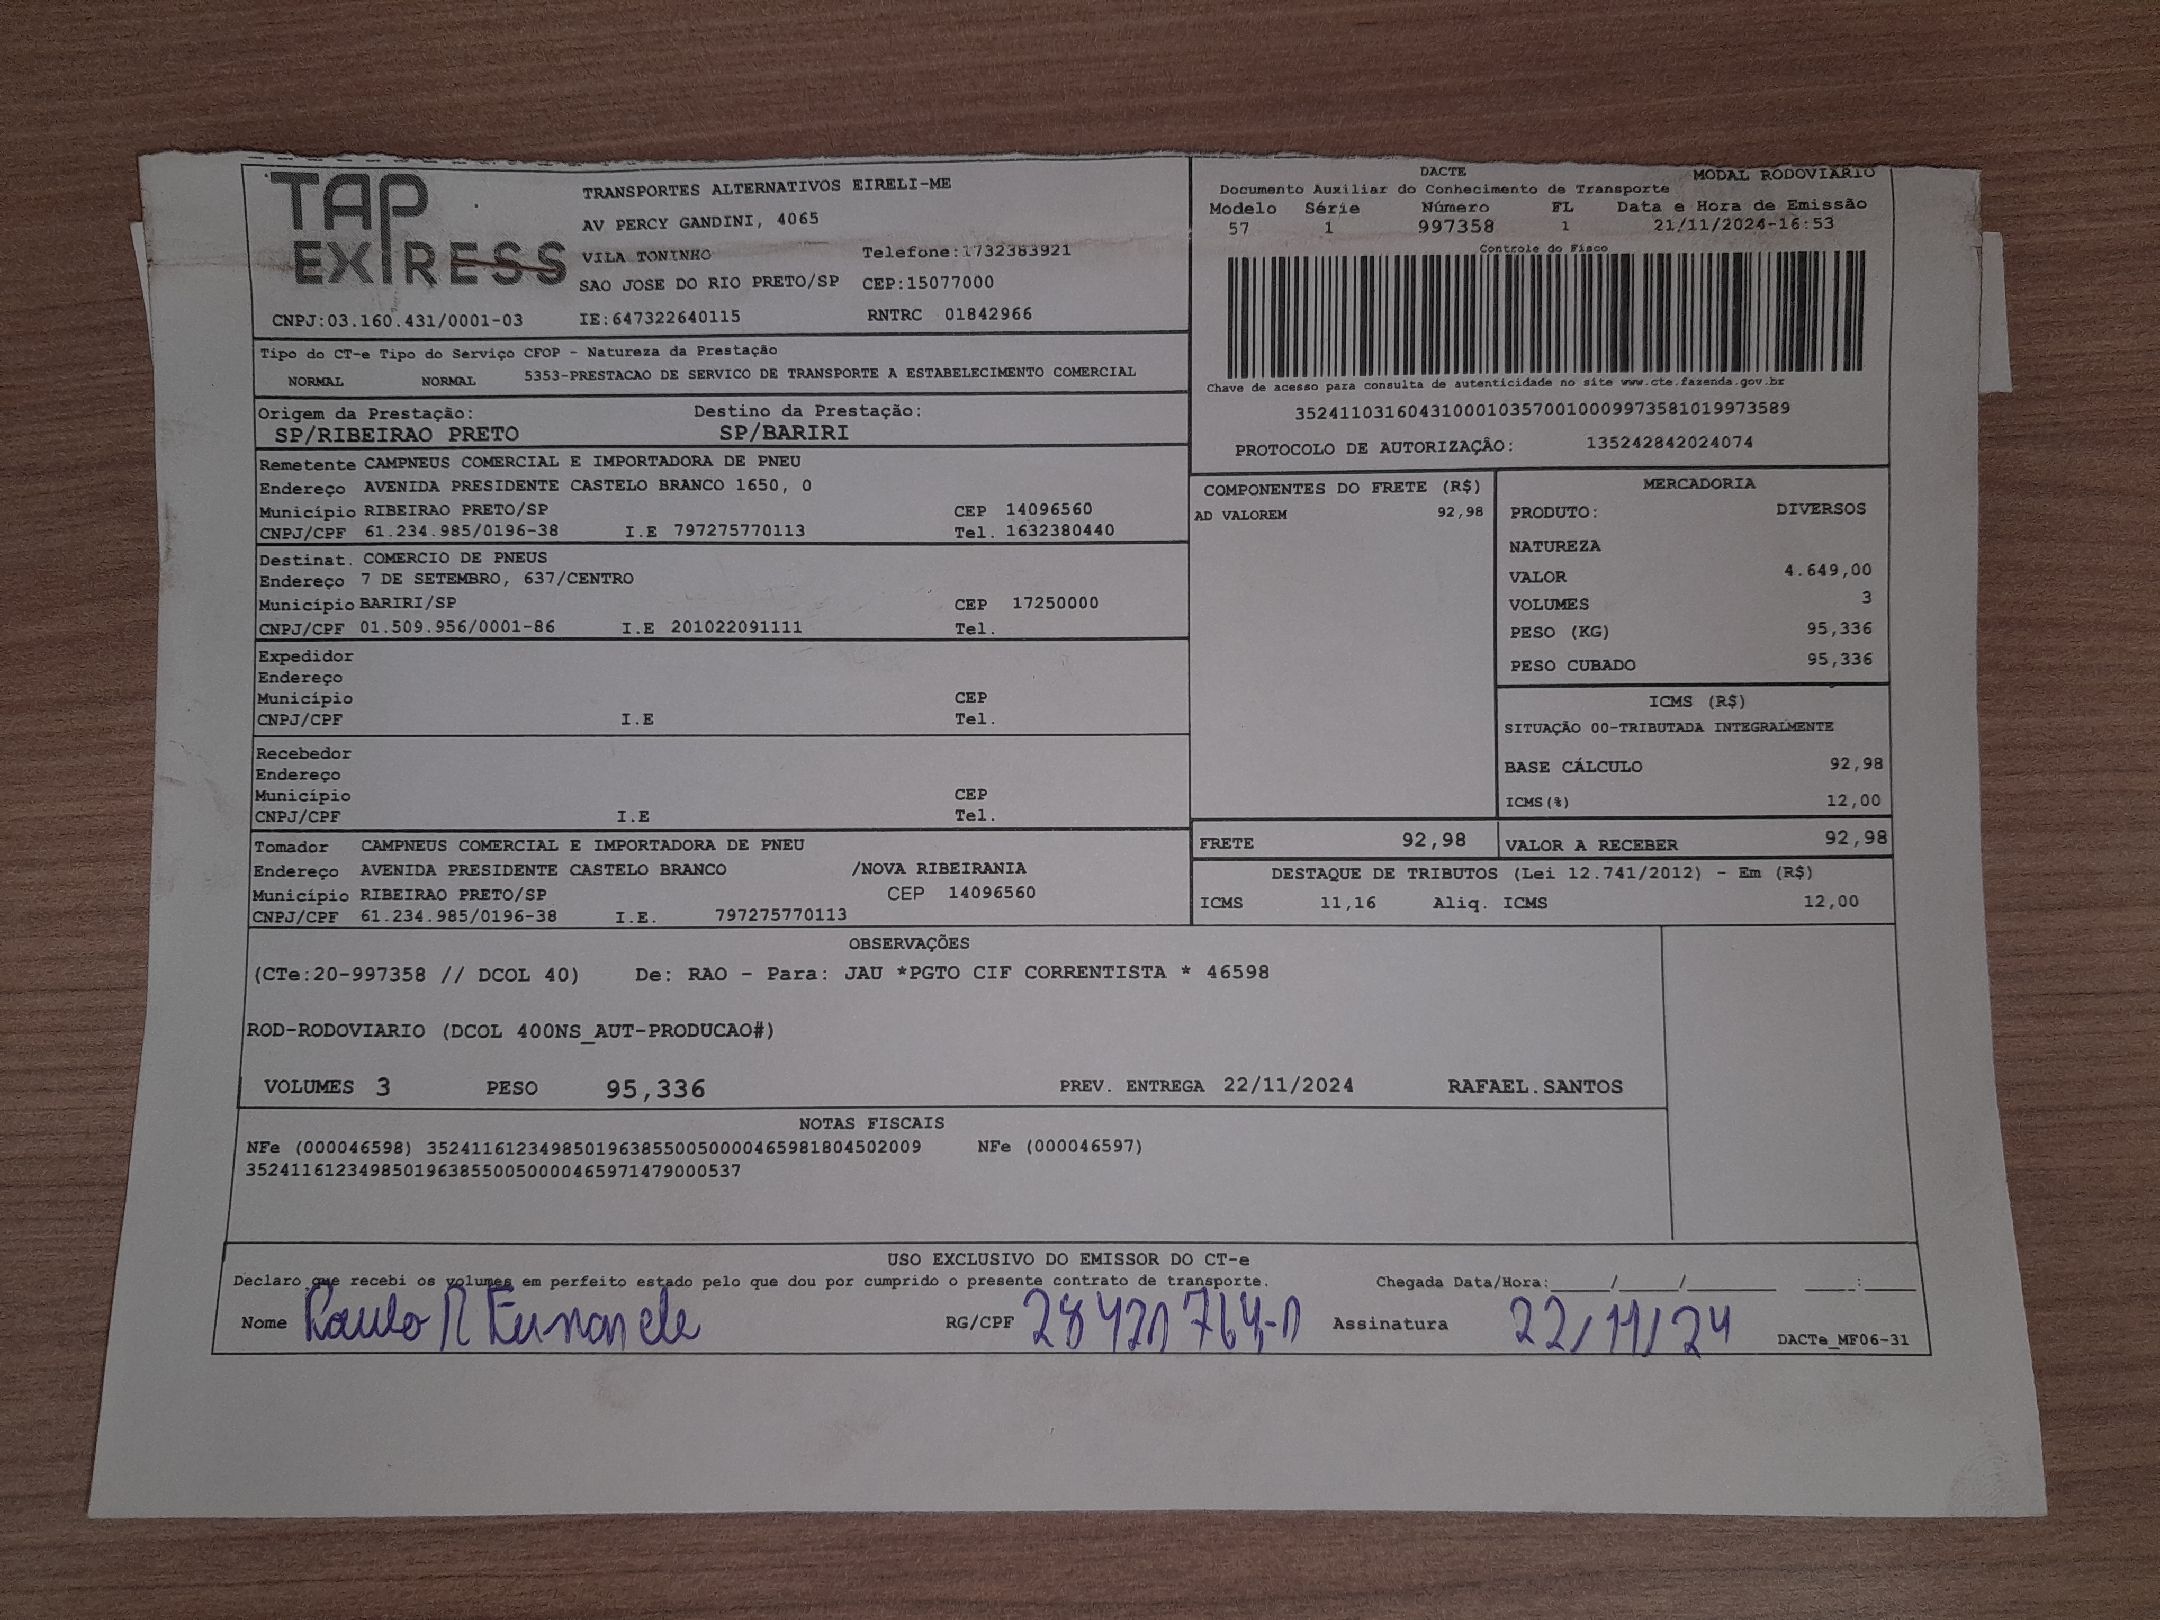 TAP EXPRESS
TRANSPORTES ALTERNATIVOS EIRELI-ME
AV PERCY GANDINI, 4065
VILA TONINHO Telefone:1732383921
SAO JOSE DO RIO PRETO/SP CEP:15077000
CNPJ:03.160.431/0001-03 IE:647322640115 RNTRC 01842966
DACTE MODAL RODOVIARIO
Documento Auxiliar do Conhecimento de Transporte
Modelo Série Número FL Data e Hora de Emissão
57 1 997358 1 21/11/2024-16:53
Controle do Fisco
Chave de acesso para consulta de autenticidade no site www.cte.fazenda.gov.br
35241103160431000103570010009973581019973589
PROTOCOLO DE AUTORIZAÇÃO: 135242842024074
Tipo do CT-e Tipo do Serviço CFOP - Natureza da Prestação
NORMAL NORMAL 5353-PRESTACAO DE SERVICO DE TRANSPORTE A ESTABELECIMENTO COMERCIAL
Origem da Prestação: Destino da Prestação:
SP/RIBEIRAO PRETO SP/BARIRI
Remetente CAMPNEUS COMERCIAL E IMPORTADORA DE PNEU
Endereço AVENIDA PRESIDENTE CASTELO BRANCO 1650, 0
Município RIBEIRAO PRETO/SP CEP 14096560
CNPJ/CPF 61.234.985/0196-38 I.E 797275770113 Tel. 1632380440
Destinat. COMERCIO DE PNEUS
Endereço 7 DE SETEMBRO, 637/CENTRO
Município BARIRI/SP CEP 17250000
CNPJ/CPF 01.509.956/0001-86 I.E 201022091111 Tel.
Expedidor
Endereço
Município CEP
CNPJ/CPF I.E Tel.
Recebedor
Endereço
Município CEP
CNPJ/CPF I.E Tel.
Tomador CAMPNEUS COMERCIAL E IMPORTADORA DE PNEU
Endereço AVENIDA PRESIDENTE CASTELO BRANCO /NOVA RIBEIRANIA
Município RIBEIRAO PRETO/SP CEP 14096560
CNPJ/CPF 61.234.985/0196-38 I.E. 797275770113
COMPONENTES DO FRETE (R$)
AD VALOREM 92,98
MERCADORIA
PRODUTO: DIVERSOS
NATUREZA
VALOR 4.649,00
VOLUMES 3
PESO (KG) 95,336
PESO CUBADO 95,336
ICMS (R$)
SITUAÇÃO 00-TRIBUTADA INTEGRALMENTE
BASE CÁLCULO 92,98
ICMS(%) 12,00
FRETE 92,98 VALOR A RECEBER 92,98
DESTAQUE DE TRIBUTOS (Lei 12.741/2012) - Em (R$)
ICMS 11,16 Aliq. ICMS 12,00
OBSERVAÇÕES
(CTe:20-997358 // DCOL 40) De: RAO - Para: JAU *PGTO CIF CORRENTISTA * 46598
ROD-RODOVIARIO (DCOL 400NS_AUT-PRODUCAO#)
VOLUMES 3 PESO 95,336 PREV. ENTREGA 22/11/2024 RAFAEL.SANTOS
NOTAS FISCAIS
NFe (000046598) 35241161234985019638550050000465981804502009 NFe (000046597)
35241161234985019638550050000465971479000537
USO EXCLUSIVO DO EMISSOR DO CT-e
Declaro que recebi os volumes em perfeito estado pelo que dou por cumprido o presente contrato de transporte. Chegada Data/Hora:____/____/______ ____:____
Nome Paulo R RG/CPF Assinatura 22/11/24 DACTe_MF06-31